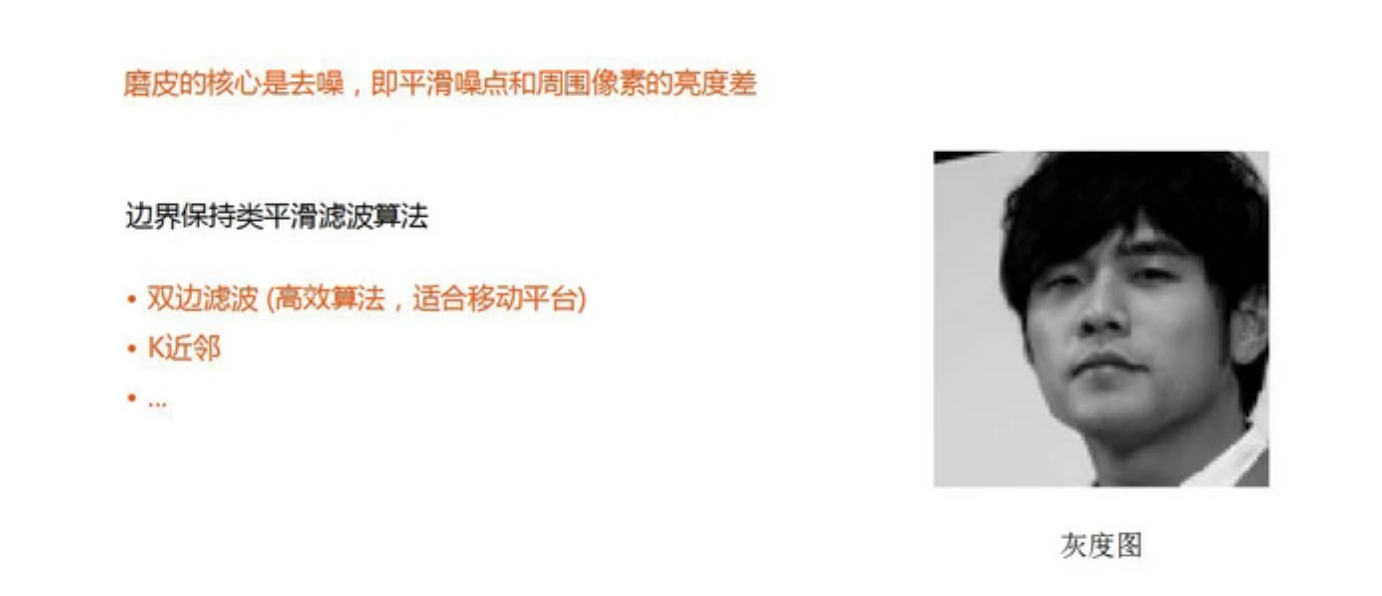 磨皮的核心是去噪，即平滑噪点和周围像素的亮度差
边界保持类平滑滤波算法
• 双边滤波 (高效算法，适合移动平台)
• K近邻
• ...
灰度图